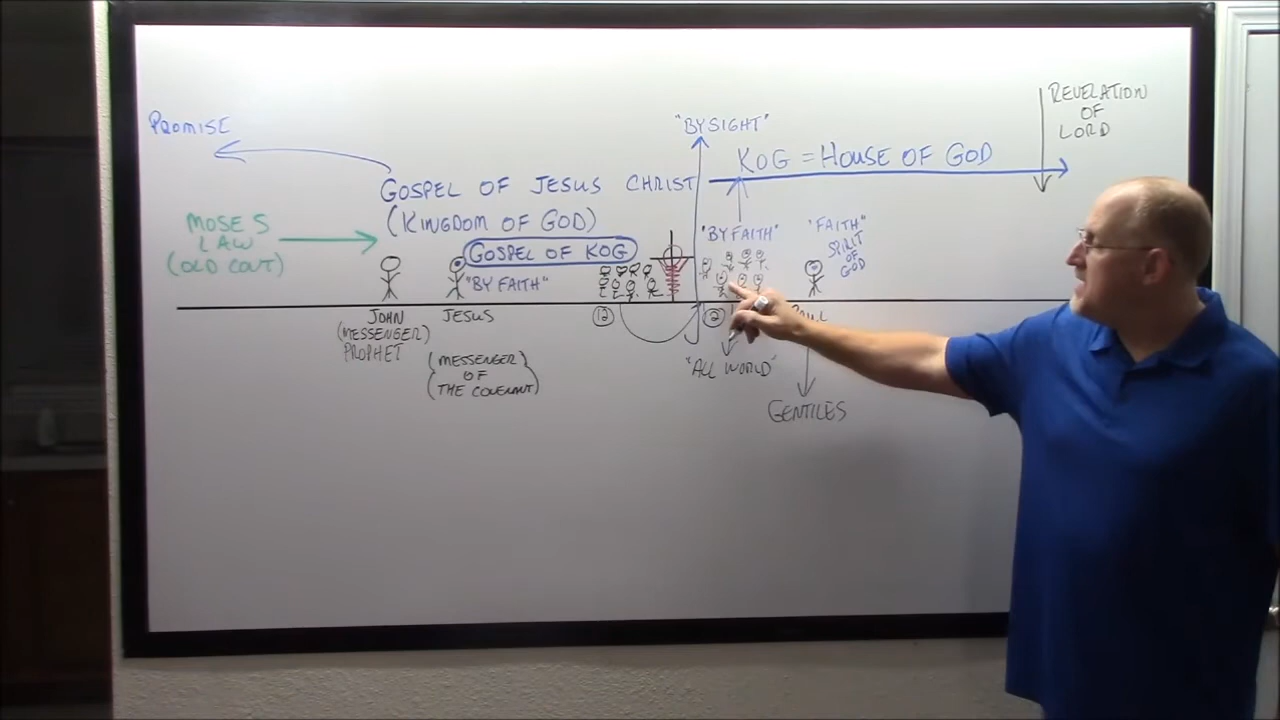 PROMISE
MOSES
LAW
(OLD COVT)
GOSPEL OF JESUS CHRIST
(KINGDOM OF GOD)
GOSPEL OF KOG
"BY FAITH"
JOHN
(MESSENGER)
PROPHET
JESUS
(MESSENGER)
OF
(THE COVENANT)
12
"BY SIGHT"
KOG = HOUSE OF GOD
"BY FAITH"
12
"ALL WORLD"
"FAITH"
SPIRIT
OF
GOD
GENTILES
REVELATION
OF
LORD